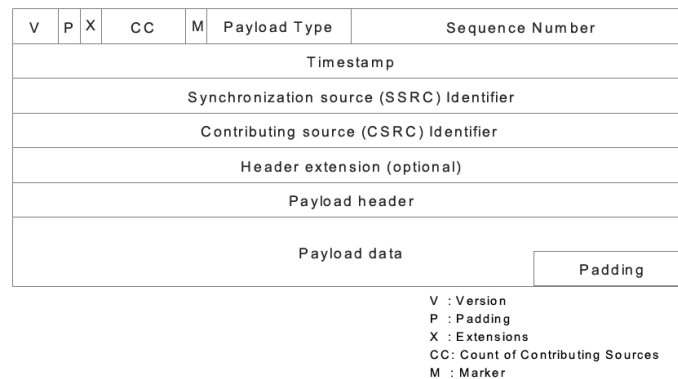 V P X CC M Payload Type Sequence Number
Timestamp
Synchronization source (SSRC) Identifier
Contributing source (CSRC) Identifier
Header extension (optional)
Payload header
Payload data
Padding
V : Version
P : Padding
X : Extensions
CC: Count of Contributing Sources
M : Marker